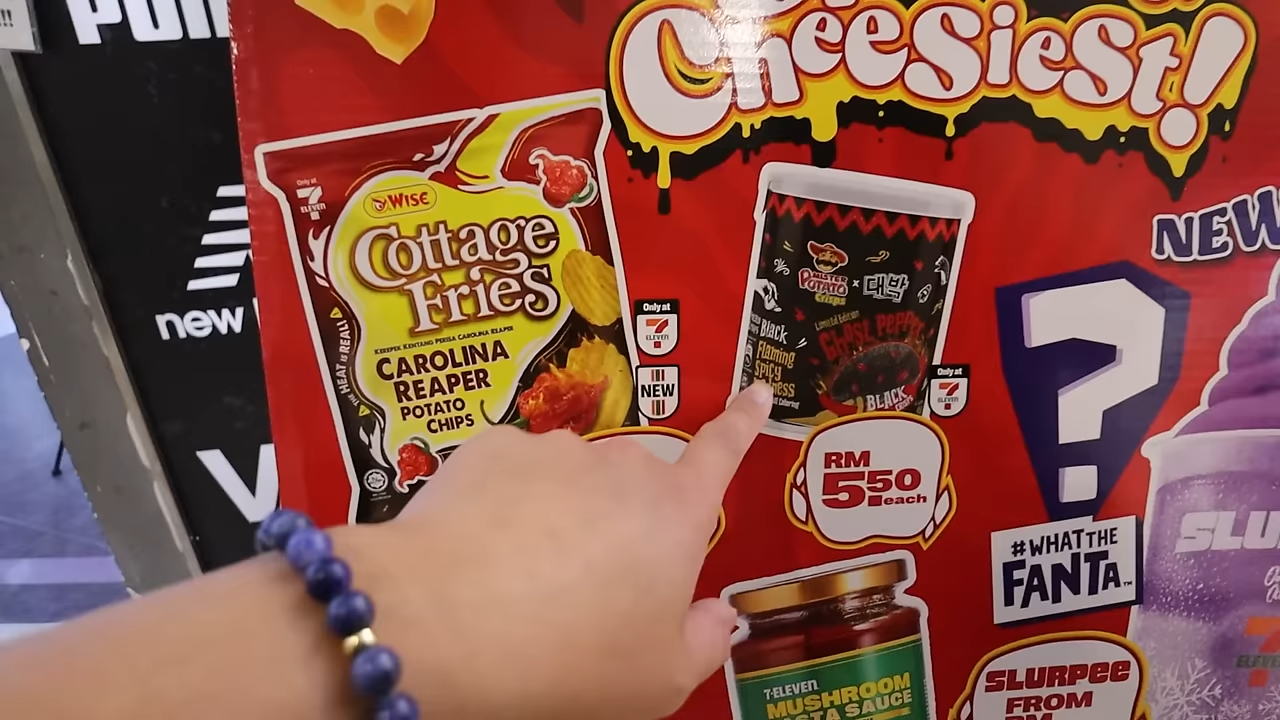 Cheesiest!
new
Only at
7
ELEVEN
WISE
Cottage
Fries
KEREPEK KENTANG PERISA CAROLINA REAPER
CAROLINA
REAPER
POTATO
CHIPS
THE HEAT IS REAL!
Only at
7
ELEVEN
NEW
MISTER
POTATO
Crisps
x 대박
Limited Edition
Ghost Pepper
Black
Flaming
Spicy
BLACK
Only at
7
ELEVEN
RM
5.50
each
7-ELEVEN
MUSHROOM
PASTA SAUCE
NEW
?
#WHAT THE
FANTA™
SLU
SLURPEE
FROM
RM